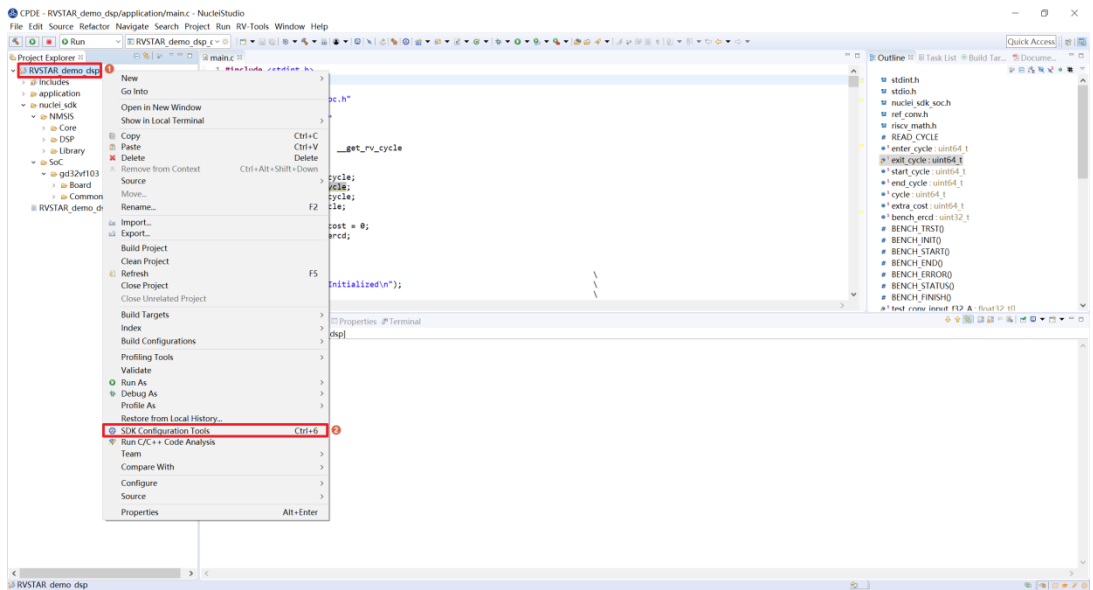 CPDE - RVSTAR_demo_dsp/application/main.c - NucleiStudio
File Edit Source Refactor Navigate Search Project Run RV-Tools Window Help
Run
RVSTAR_demo_dsp_c
Quick Access
Project Explorer
RVSTAR_demo_dsp
1
Includes
application
nuclei_sdk
NMSIS
Core
DSP
Library
SoC
gd32vf103
Board
Common
RVSTAR_demo_d
New
Go Into
Open in New Window
Show in Local Terminal
Copy Ctrl+C
Paste Ctrl+V
Delete Delete
Remove from Context Ctrl+Alt+Shift+Down
Source
Move...
Rename... F2
Import...
Export...
Build Project
Clean Project
Refresh F5
Close Project
Close Unrelated Project
Build Targets
Index
Build Configurations
Profiling Tools
Validate
Run As
Debug As
Profile As
Restore from Local History...
SDK Configuration Tools Ctrl+6
2
Run C/C++ Code Analysis
Team
Compare With
Configure
Source
Properties Alt+Enter
main.c
1 #include <stdint.h>
oc.h"
__get_rv_cycle
cycle;
ycle;
cycle;
cle;
cost = 0;
ercd;
\
Initialized\n"); \
\
Properties Terminal
dsp]
Outline Task List Build Tar... Docume...
stdint.h
stdio.h
nuclei_sdk_soc.h
ref_conv.h
riscv_math.h
READ_CYCLE
enter_cycle : uint64_t
exit_cycle : uint64_t
start_cycle : uint64_t
end_cycle : uint64_t
cycle : uint64_t
extra_cost : uint64_t
bench_ercd : uint32_t
BENCH_TRST()
BENCH_INIT()
BENCH_START()
BENCH_END()
BENCH_ERROR()
BENCH_STATUS()
BENCH_FINISH()
test_conv_input_f32_A : float32_t[]
RVSTAR_demo_dsp